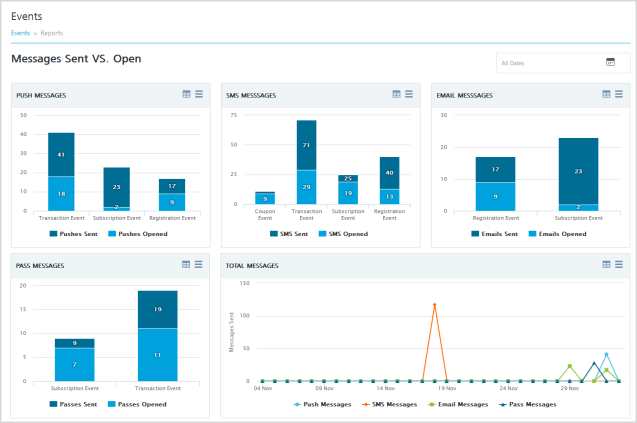 Events
Events » Reports
Messages Sent VS. Open
All Dates
PUSH MESSAGES
50
40
30
20
10
0
41
18
23
2
17
9
Transaction Event Subscription Event Registration Event
Pushes Sent Pushes Opened
SMS MESSSAGES
75
50
25
0
9
71
29
25
19
40
13
Coupon Event Transaction Event Subscription Event Registration Event
SMS Sent SMS Opened
EMAIL MESSSAGES
30
20
10
0
17
9
23
2
Registration Event Subscription Event
Emails Sent Emails Opened
PASS MESSAGES
20
15
10
5
0
9
7
19
11
Subscription Event Transaction Event
Passes Sent Passes Opened
TOTAL MESSAGES
Messages Sent
150
100
50
0
04 Nov 09 Nov 14 Nov 19 Nov 24 Nov 29 Nov
Push Messages SMS Messages Email Messages Pass Messages